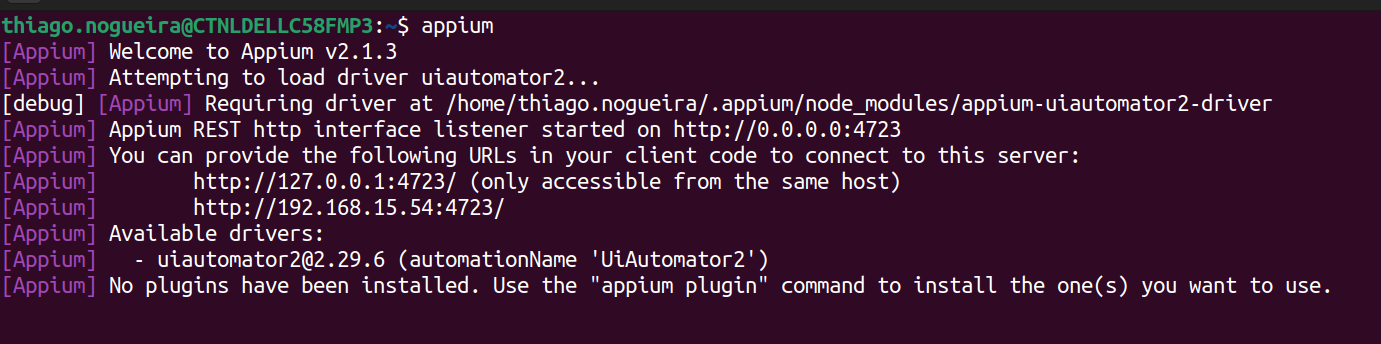 thiago.nogueira@CTNLDELLC58FMP3:~$ appium
[Appium] Welcome to Appium v2.1.3
[Appium] Attempting to load driver uiautomator2...
[debug] [Appium] Requiring driver at /home/thiago.nogueira/.appium/node_modules/appium-uiautomator2-driver
[Appium] Appium REST http interface listener started on http://0.0.0.0:4723
[Appium] You can provide the following URLs in your client code to connect to this server:
[Appium]        http://127.0.0.1:4723/ (only accessible from the same host)
[Appium]        http://192.168.15.54:4723/
[Appium] Available drivers:
[Appium]   - uiautomator2@2.29.6 (automationName 'UiAutomator2')
[Appium] No plugins have been installed. Use the "appium plugin" command to install the one(s) you want to use.